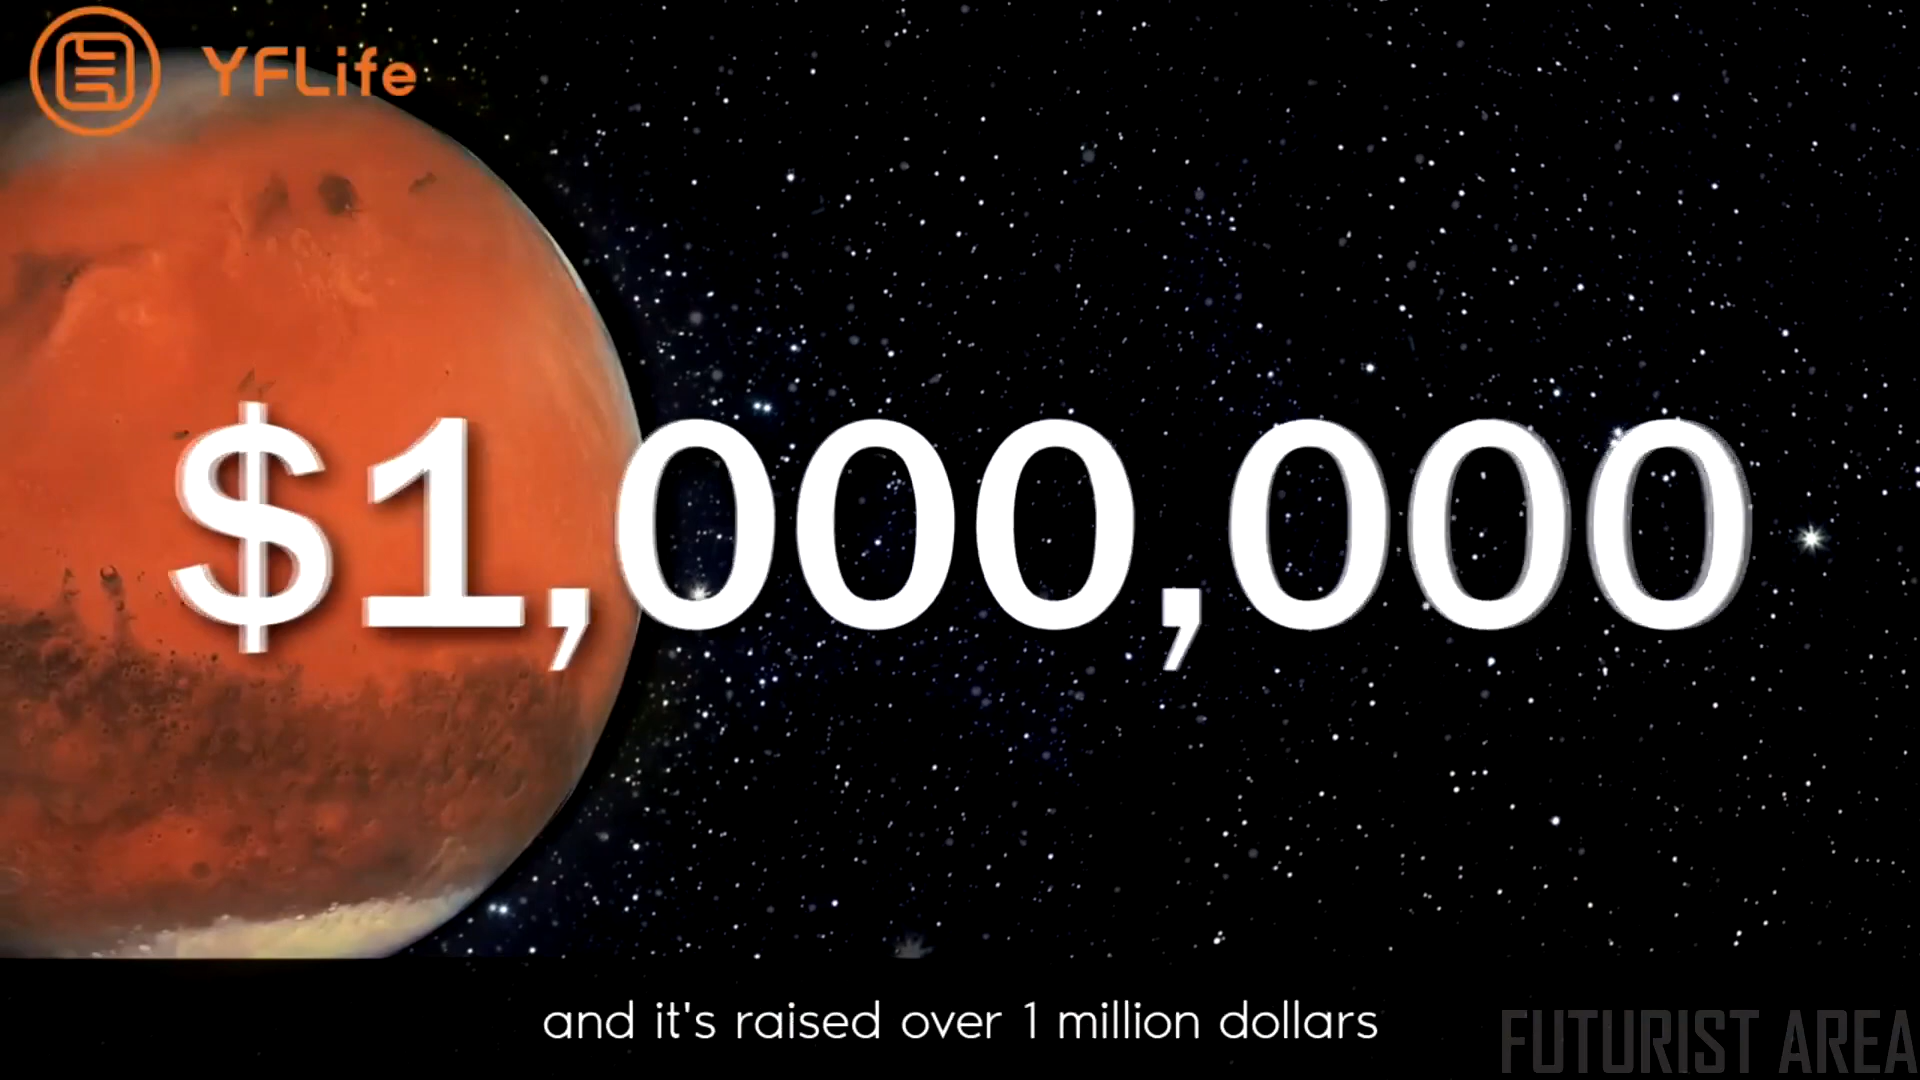 YFLife
$1,000,000
and it's raised over 1 million dollars
FUTURIST AREA